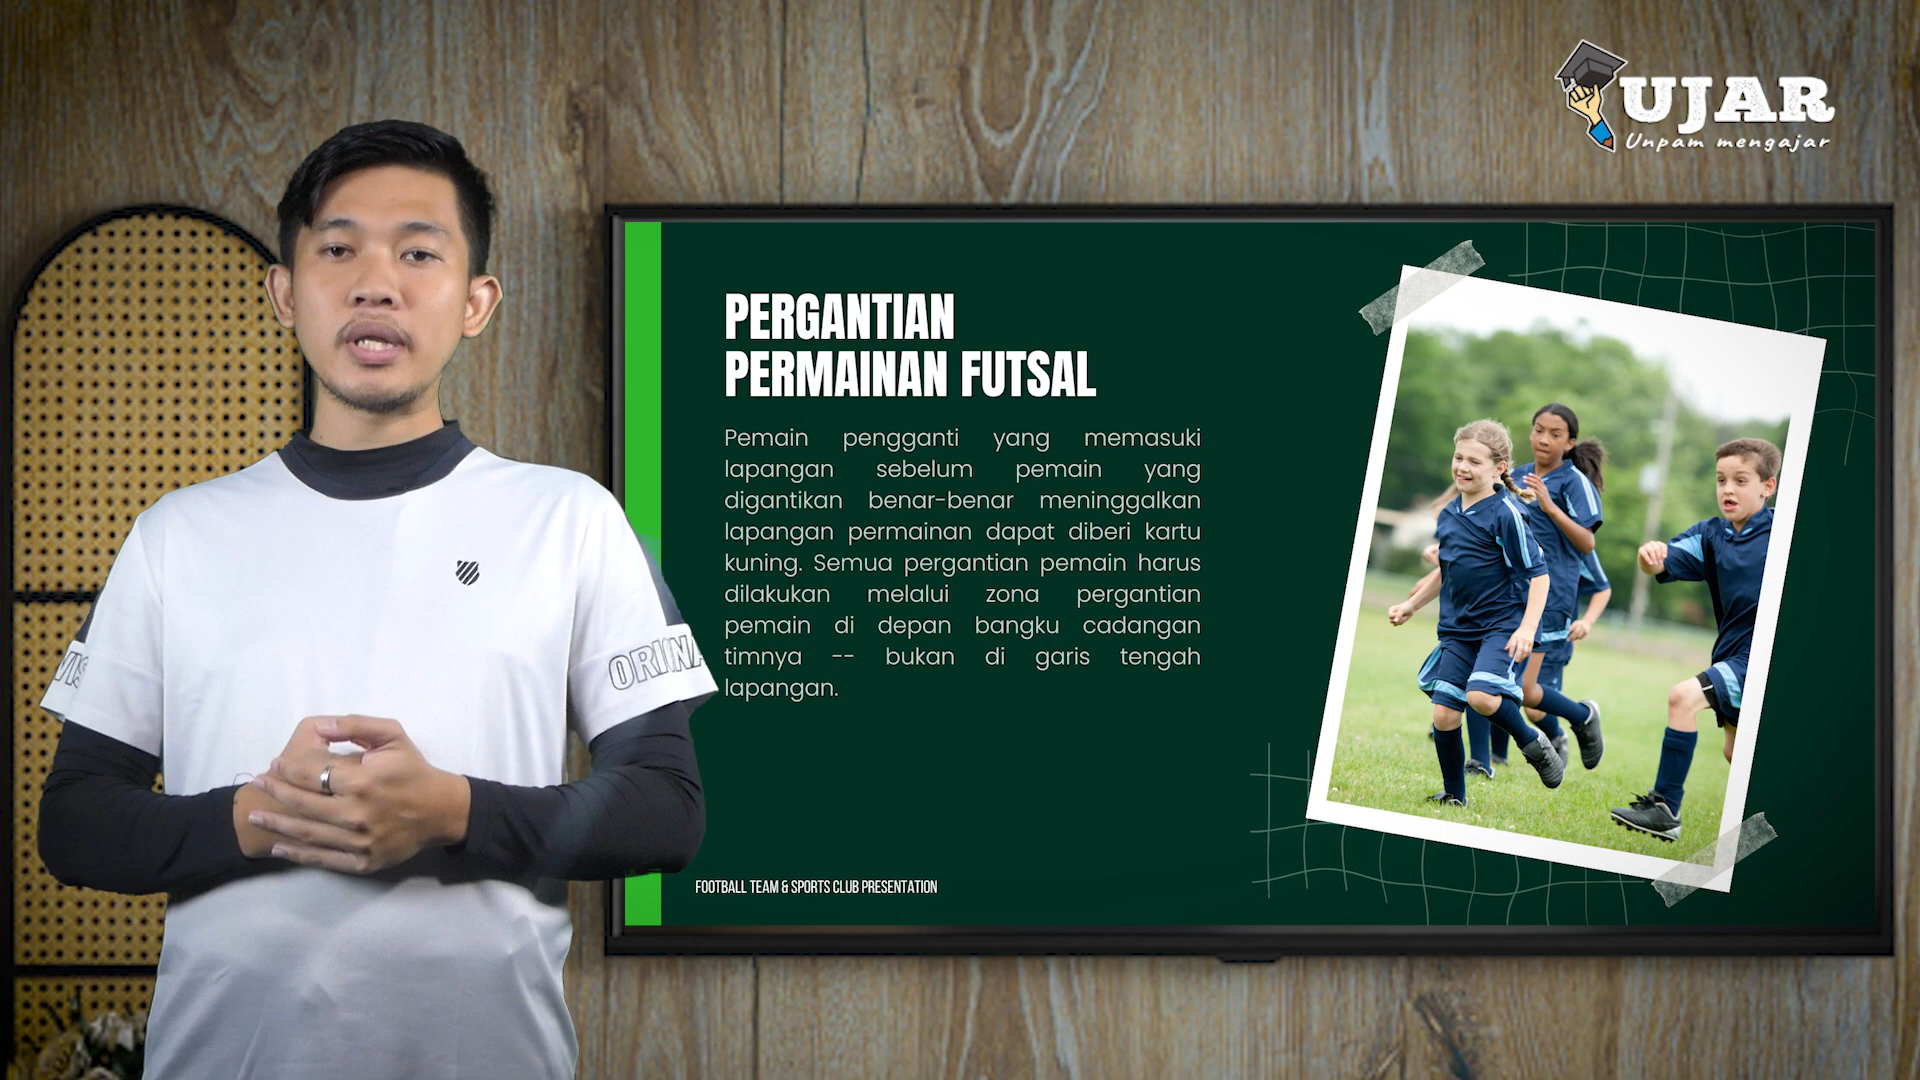 UJAR
Unpam mengajar
PERGANTIAN
PERMAINAN FUTSAL
Pemain pengganti yang memasuki
lapangan sebelum pemain yang
digantikan benar-benar meninggalkan
lapangan permainan dapat diberi kartu
kuning. Semua pergantian pemain harus
dilakukan melalui zona pergantian
pemain di depan bangku cadangan
timnya -- bukan di garis tengah
lapangan.
FOOTBALL TEAM & SPORTS CLUB PRESENTATION